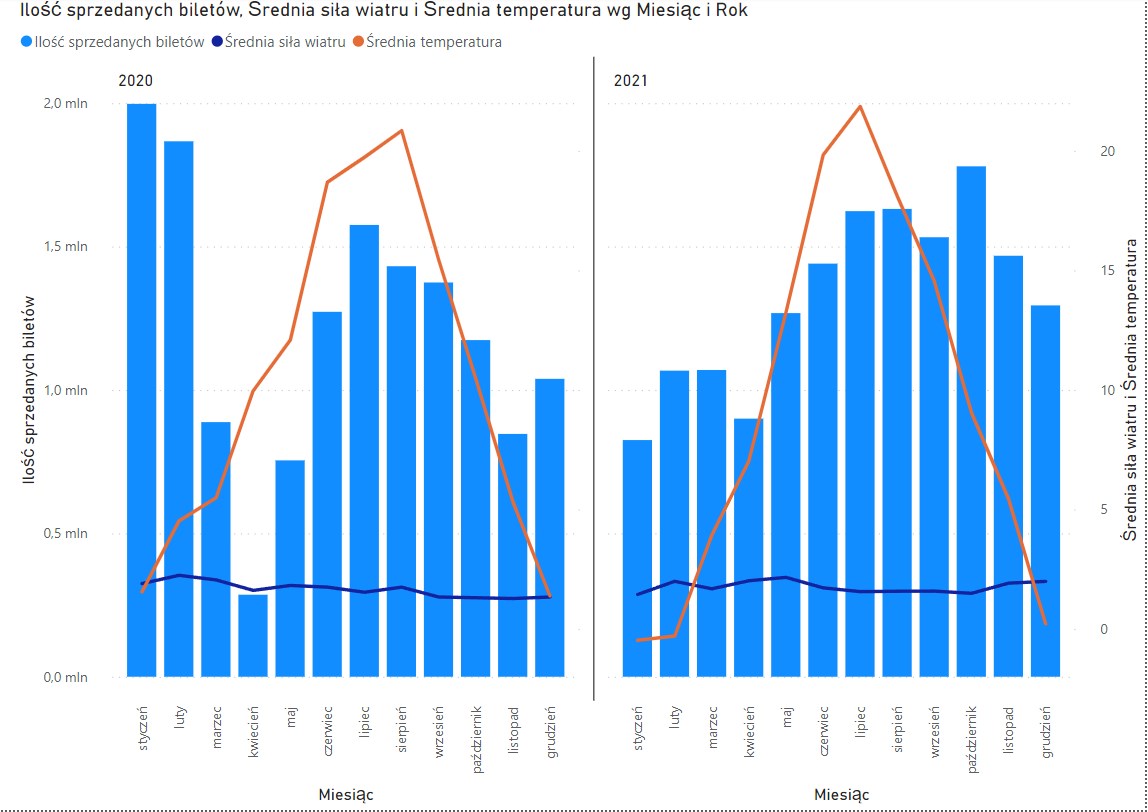 Ilość sprzedanych biletów, Średnia siła wiatru i Średnia temperatura wg Miesiąc i Rok
Ilość sprzedanych biletów Średnia siła wiatru Średnia temperatura
2020
2021
2,0 mln
1,5 mln
1,0 mln
0,5 mln
0,0 mln
Ilość sprzedanych biletów
20
15
10
5
0
Średnia siła wiatru i Średnia temperatura
styczeń
luty
marzec
kwiecień
maj
czerwiec
lipiec
sierpień
wrzesień
październik
listopad
grudzień
styczeń
luty
marzec
kwiecień
maj
czerwiec
lipiec
sierpień
wrzesień
październik
listopad
grudzień
Miesiąc
Miesiąc